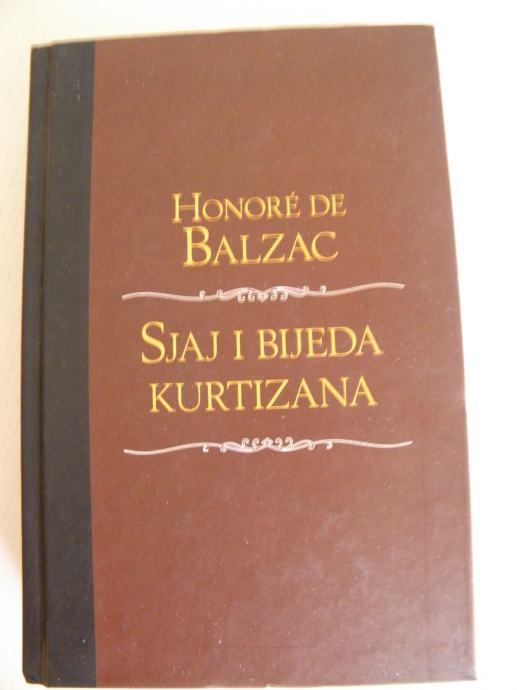 HONORÉ DE
BALZAC
SJAJ I BIJEDA
KURTIZANA